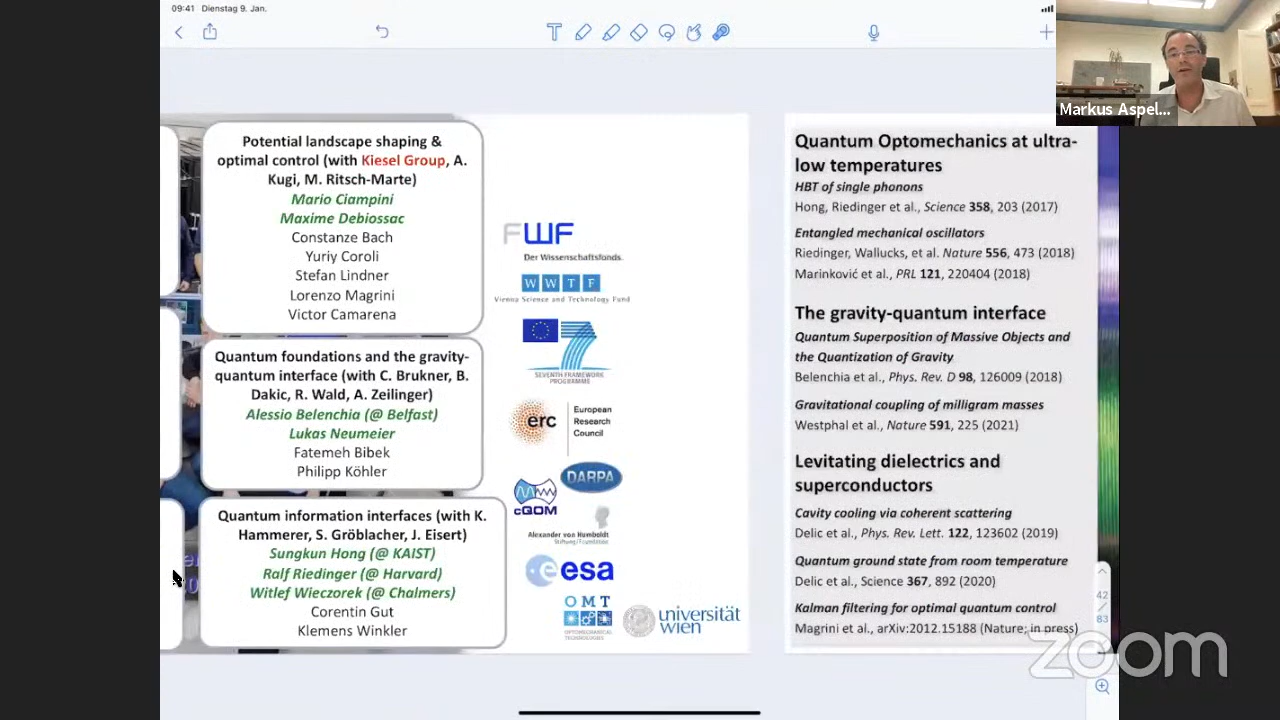 09:41 Dienstag 9. Jan.
Markus Aspel...
Potential landscape shaping &
optimal control (with Kiesel Group, A.
Kugi, M. Ritsch-Marte)
Mario Ciampini
Maxime Debiossac
Constanze Bach
Yuriy Coroli
Stefan Lindner
Lorenzo Magrini
Victor Camarena
Quantum foundations and the gravity-
quantum interface (with C. Brukner, B.
Dakic, R. Wald, A. Zeilinger)
Alessio Belenchia (@ Belfast)
Lukas Neumeier
Fatemeh Bibek
Philipp Köhler
Quantum information interfaces (with K.
Hammerer, S. Gröblacher, J. Eisert)
Sungkun Hong (@ KAIST)
Ralf Riedinger (@ Harvard)
Witlef Wieczorek (@ Chalmers)
Corentin Gut
Klemens Winkler
FWF
Der Wissenschaftsfonds.
WWTF
Vienna Science and Technology Fund
SEVENTH FRAMEWORK
PROGRAMME
erc
European
Research
Council
DARPA
cQOM
Alexander von Humboldt
Stiftung/Foundation
esa
OMT
OPTOMECHANICAL
TECHNOLOGIES
universität
wien
Quantum Optomechanics at ultra-
low temperatures
HBT of single phonons
Hong, Riedinger et al., Science 358, 203 (2017)
Entangled mechanical oscillators
Riedinger, Wallucks, et al. Nature 556, 473 (2018)
Marinković et al., PRL 121, 220404 (2018)
The gravity-quantum interface
Quantum Superposition of Massive Objects and
the Quantization of Gravity
Belenchia et al., Phys. Rev. D 98, 126009 (2018)
Gravitational coupling of milligram masses
Westphal et al., Nature 591, 225 (2021)
Levitating dielectrics and
superconductors
Cavity cooling via coherent scattering
Delic et al., Phys. Rev. Lett. 122, 123602 (2019)
Quantum ground state from room temperature
Delic et al., Science 367, 892 (2020)
Kalman filtering for optimal quantum control
Magrini et al., arXiv:2012.15188 (Nature; in press)
42
83
zoom